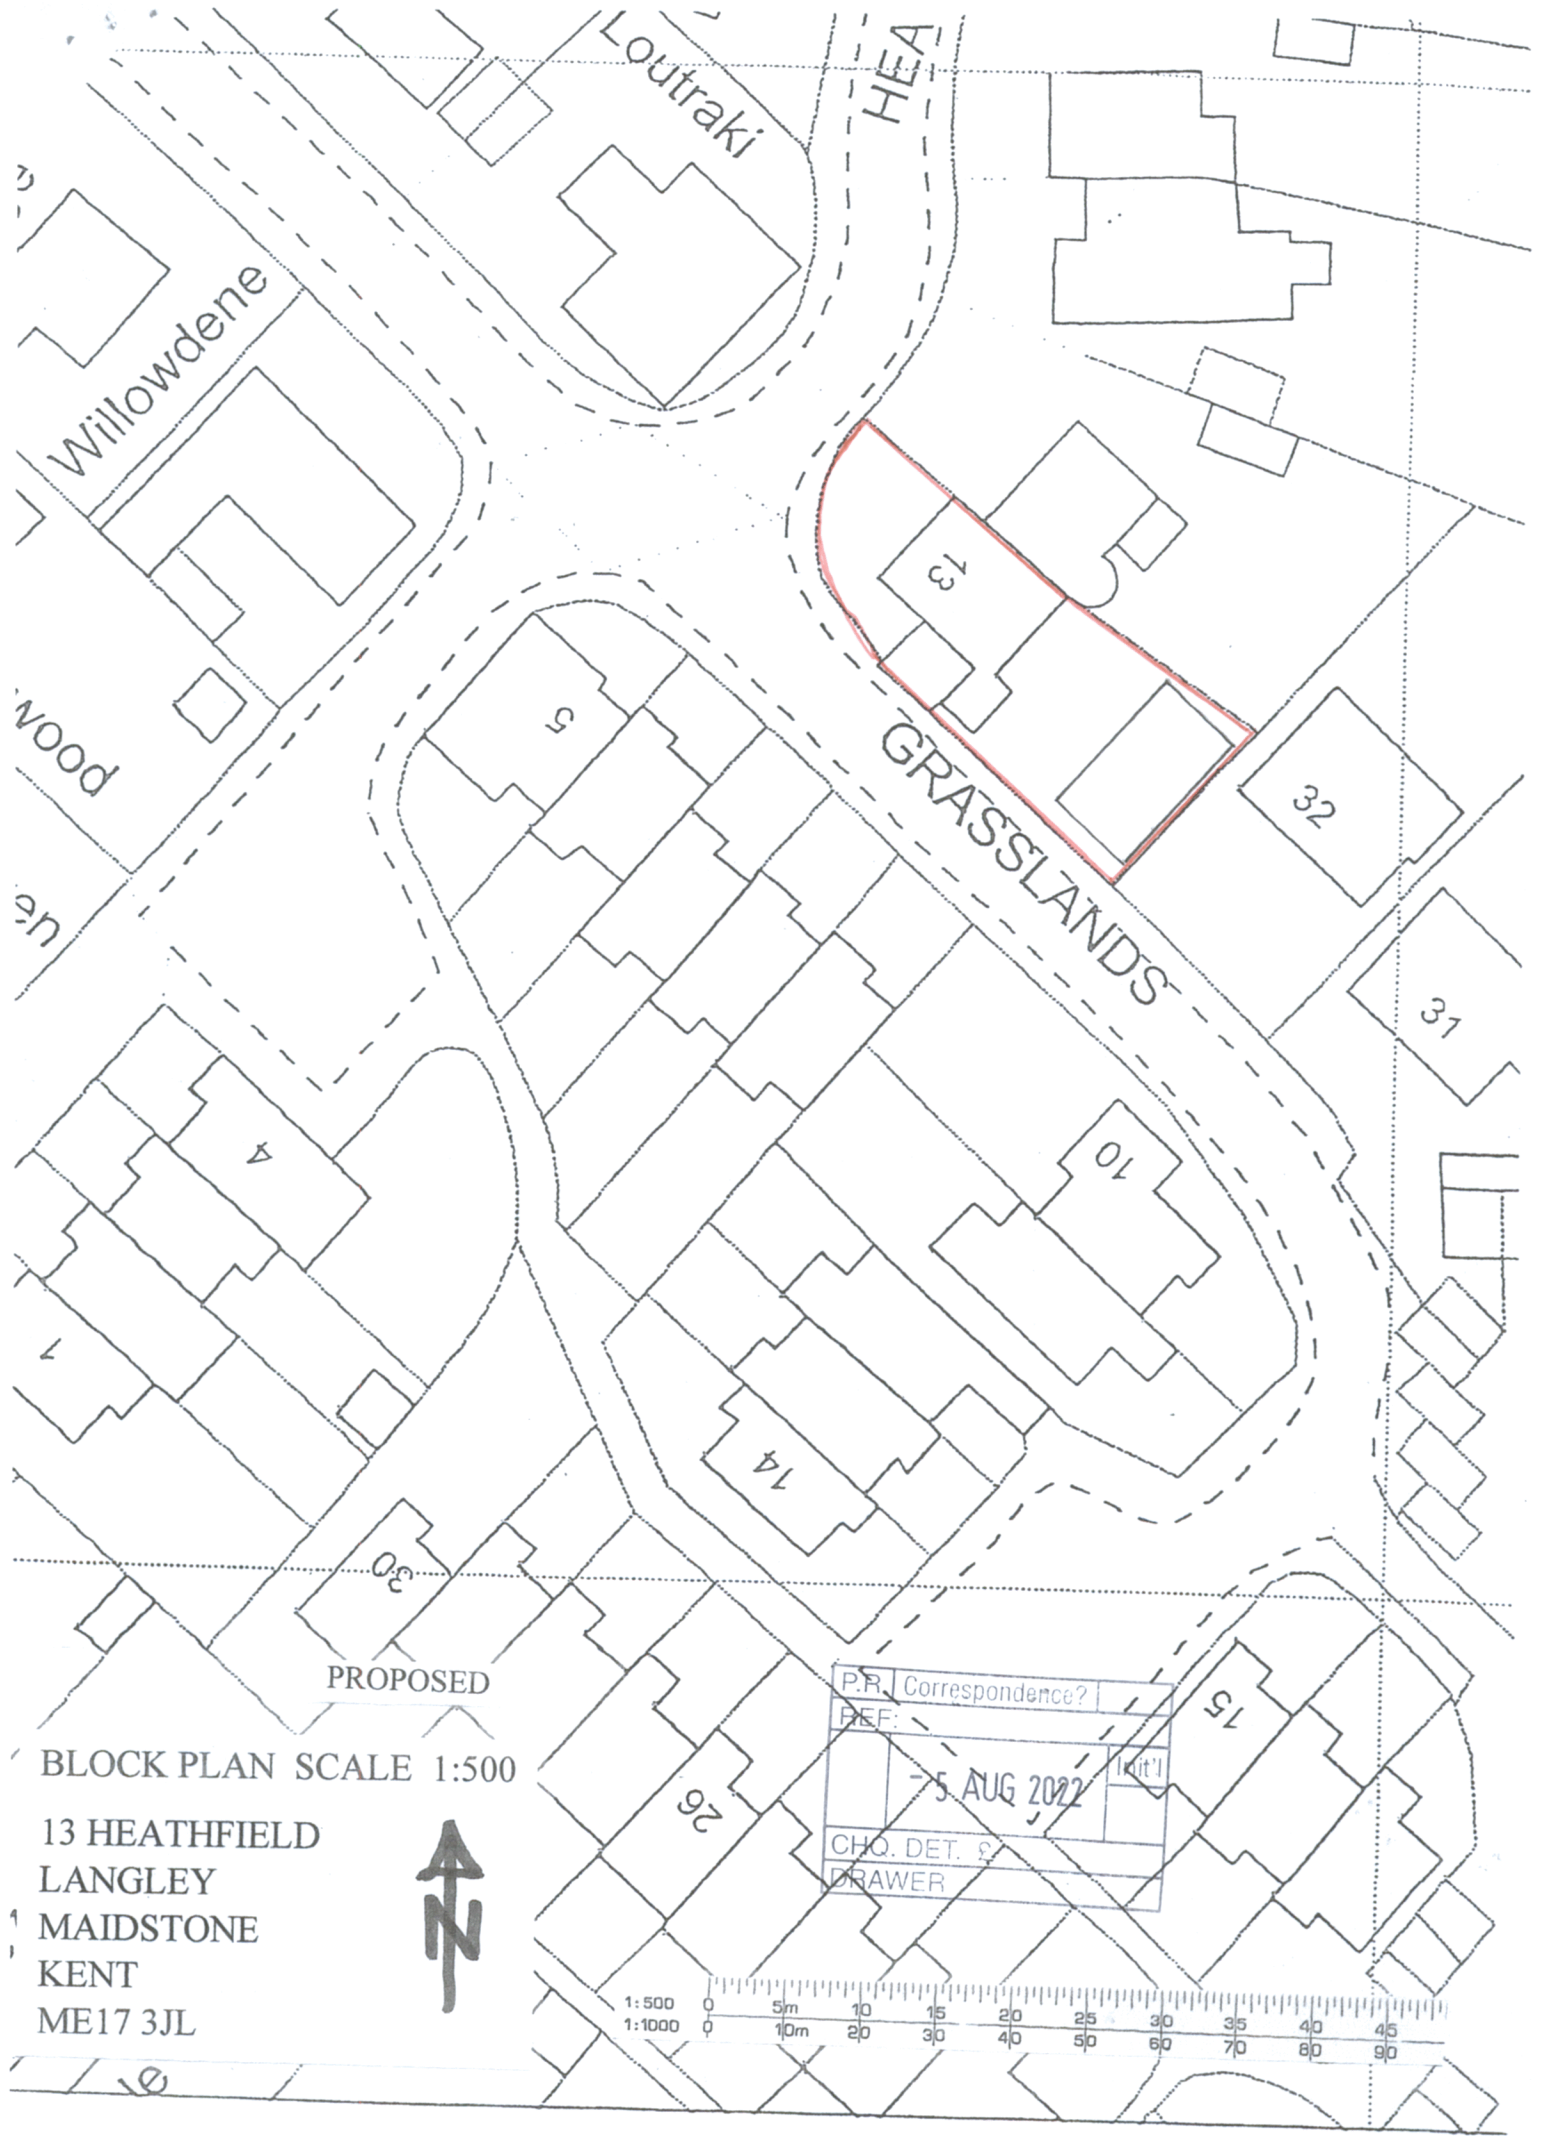 Loutraki
HEA
Willowdene
13
5
GRASSLANDS
32
wood
en
31
10
4
1
14
30
PROPOSED
15
26
P.R. Correspondence?
REF:
Init'l
- 5 AUG 2022
CHQ. DET. £
DRAWER
BLOCK PLAN SCALE 1:500
13 HEATHFIELD
LANGLEY
MAIDSTONE
KENT
ME17 3JL
N
1:500 0 5m 10 15 20 25 30 35 40 45
1:1000 0 10m 20 30 40 50 60 70 80 90
le